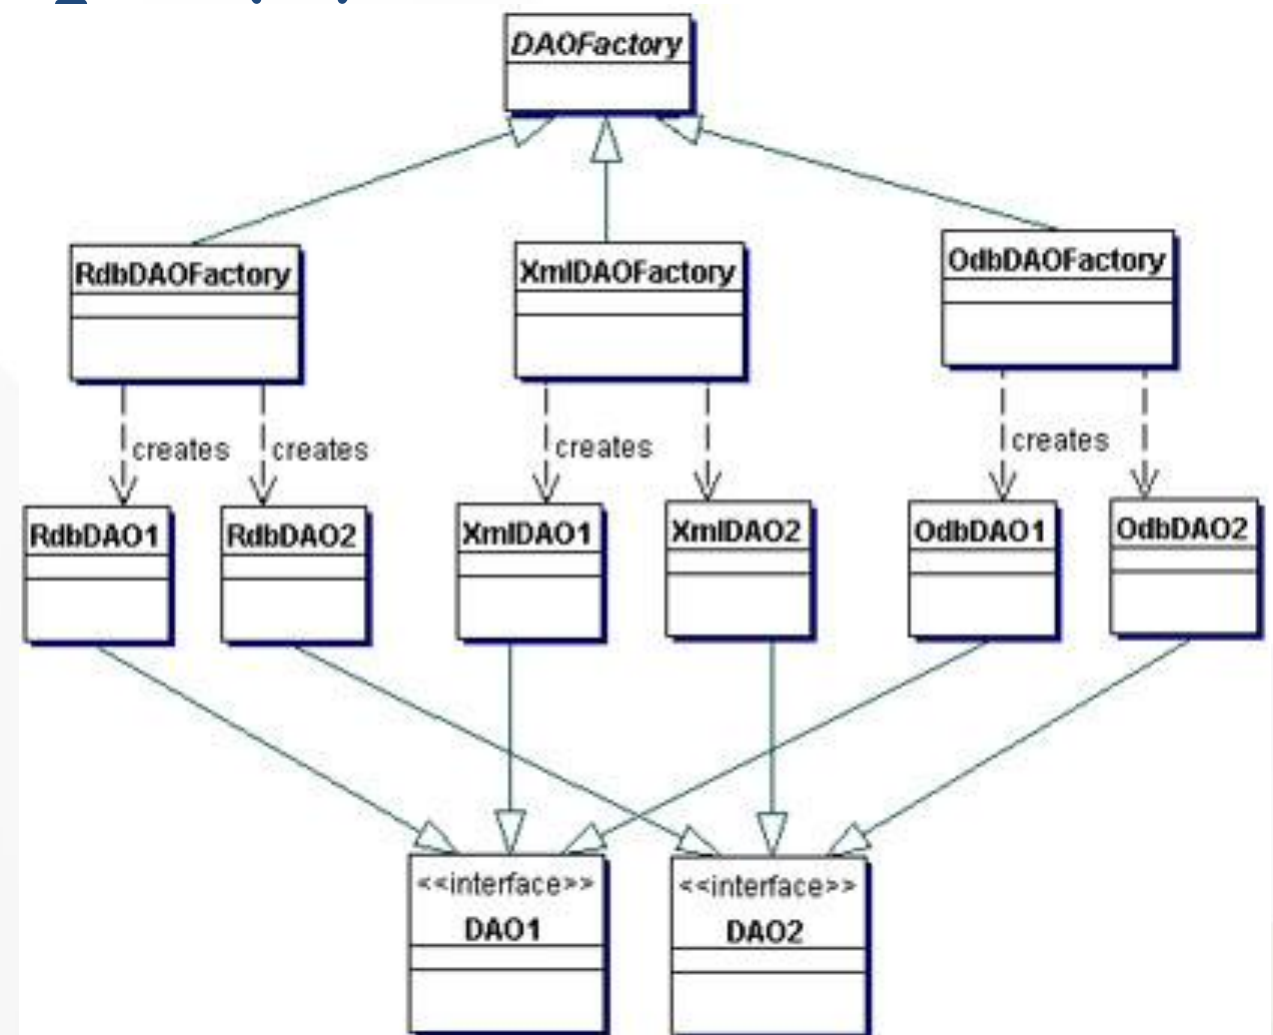 DAOFactory
RdbDAOFactory
XmlDAOFactory
OdbDAOFactory
creates
creates
creates
creates
RdbDAO1
RdbDAO2
XmlDAO1
XmlDAO2
OdbDAO1
OdbDAO2
<<interface>>
DAO1
<<interface>>
DAO2